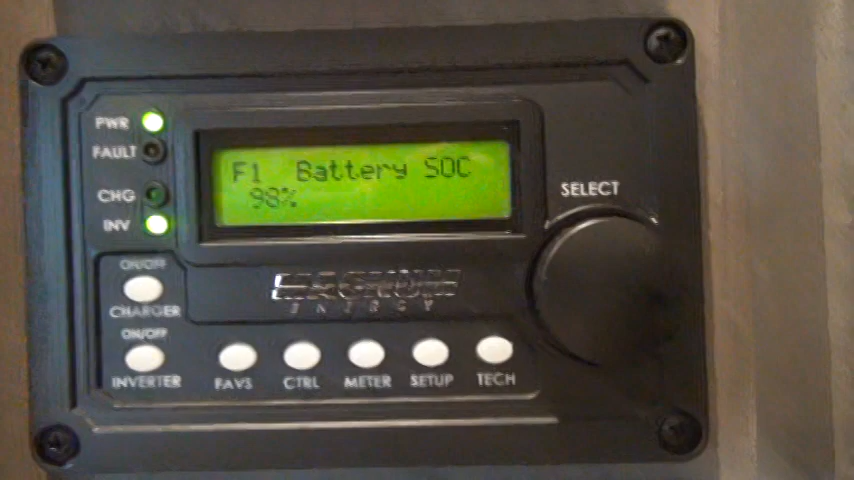 PWR
FAULT
CHG
INV
F1 Battery SOC
98%
SELECT
ON/OFF
CHARGER
ENERGY
ON/OFF
INVERTER
FAVS
CTRL
METER
SETUP
TECH